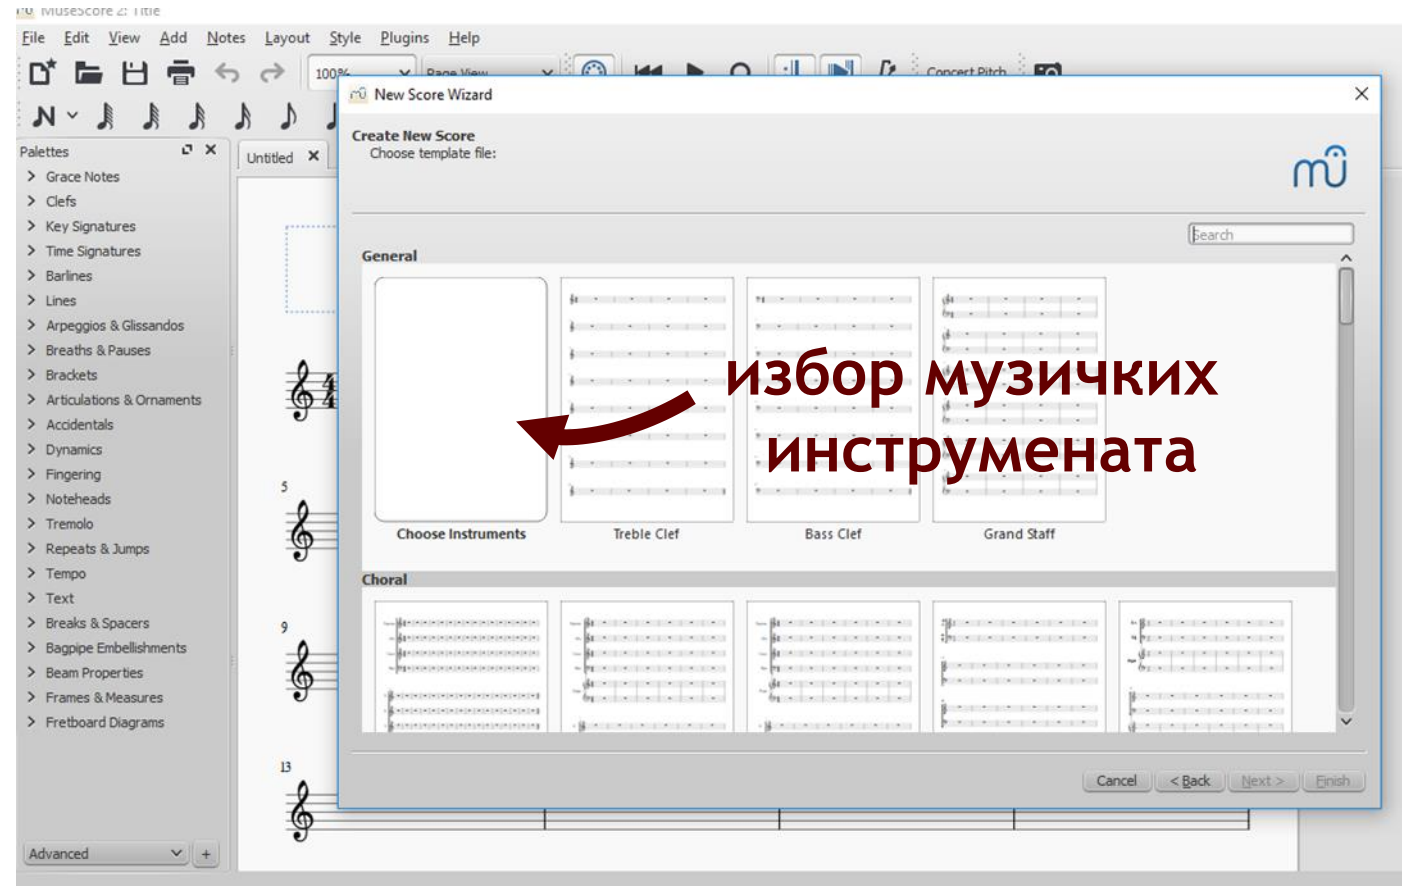 MuseScore 2: Title
File Edit View Add Notes Layout Style Plugins Help
100% Page View Concert Pitch
New Score Wizard
Create New Score
Choose template file:
Palettes
Untitled
Grace Notes
Clefs
Key Signatures
Time Signatures
Barlines
Lines
Arpeggios & Glissandos
Breaths & Pauses
Brackets
Articulations & Ornaments
Accidentals
Dynamics
Fingering
Noteheads
Tremolo
Repeats & Jumps
Tempo
Text
Breaks & Spacers
Bagpipe Embellishments
Beam Properties
Frames & Measures
Fretboard Diagrams
Advanced
5
9
13
Search
General
избор музичких
инструмената
Choose Instruments
Treble Clef
Bass Clef
Grand Staff
Choral
Cancel < Back Next > Finish